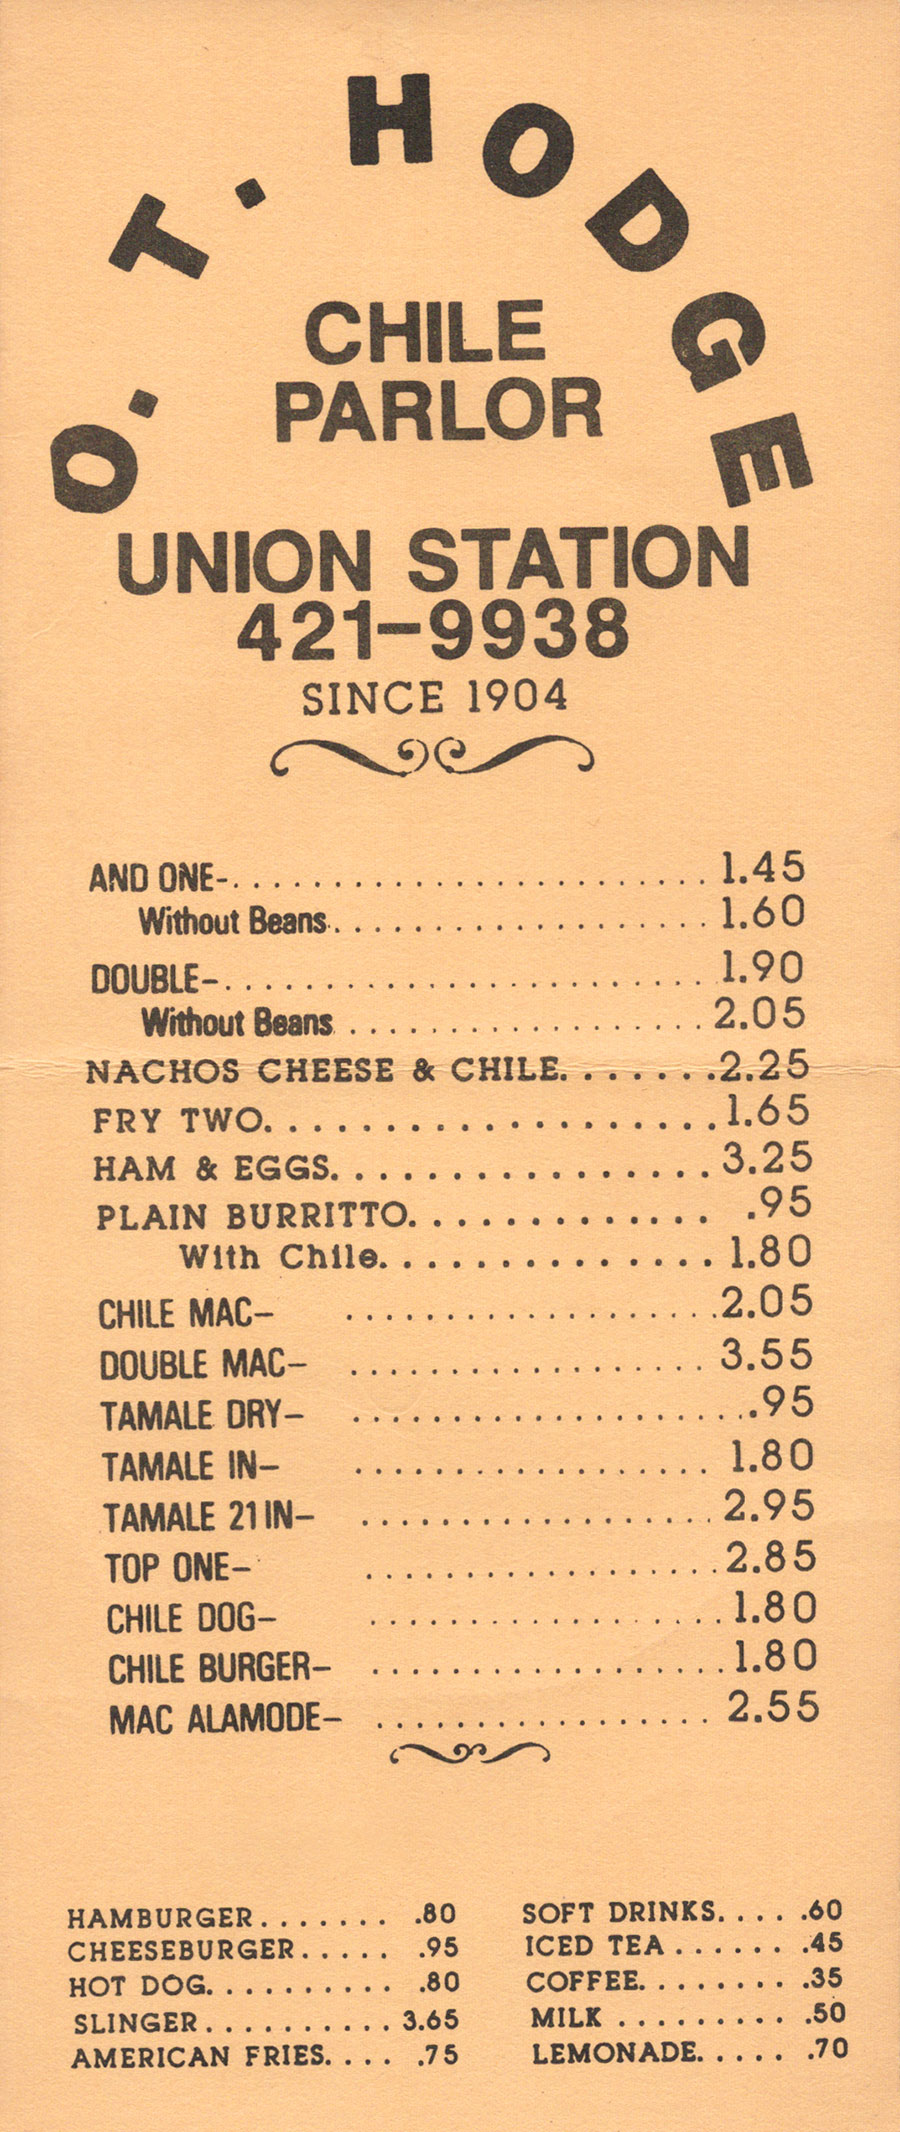 O. T. HODGE
CHILE
PARLOR
UNION STATION
421-9938
SINCE 1904
AND ONE-........................1.45
Without Beans........................1.60
DOUBLE-........................1.90
Without Beans........................2.05
NACHOS CHEESE & CHILE.......2.25
FRY TWO....................1.65
HAM & EGGS.................3.25
PLAIN BURRITTO............. .95
With Chile...............1.80
CHILE MAC- ....................2.05
DOUBLE MAC- ...................3.55
TAMALE DRY- ....................95
TAMALE IN- ................... 1.80
TAMALE 21 IN- ...................2.95
TOP ONE- ...................2.85
CHILE DOG- ...................1.80
CHILE BURGER- ...................1.80
MAC ALAMODE- ................. 2.55
HAMBURGER....... .80
CHEESEBURGER..... .95
HOT DOG.......... .80
SLINGER..........3.65
AMERICAN FRIES.... .75
SOFT DRINKS.... .60
ICED TEA...... .45
COFFEE........ .35
MILK ......... .50
LEMONADE..... .70